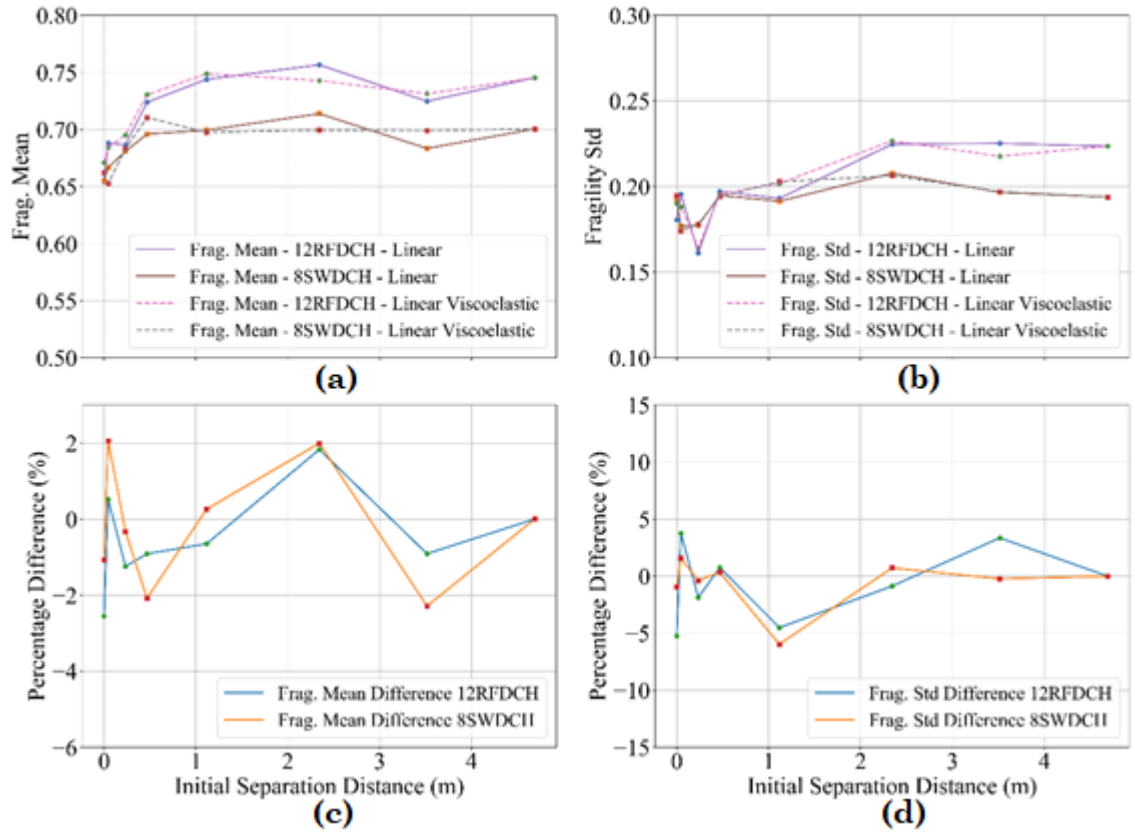 0.80
0.75
0.70
0.65
0.60
0.55
0.50
Frag. Mean
Frag. Mean - 12RFDCH - Linear
Frag. Mean - 8SWDCH - Linear
Frag. Mean - 12RFDCH - Linear Viscoelastic
Frag. Mean - 8SWDCH - Linear Viscoelastic
(a)
0.30
0.25
0.20
0.15
0.10
Fragility Std
Frag. Std - 12RFDCH - Linear
Frag. Std - 8SWDCH - Linear
Frag. Std - 12RFDCH - Linear Viscoelastic
Frag. Std - 8SWDCH - Linear Viscoelastic
(b)
2
0
−2
−4
−6
Percentage Difference (%)
Frag. Mean Difference 12RFDCH
Frag. Mean Difference 8SWDCH
0 1 2 3 4
Initial Separation Distance (m)
(c)
15
10
5
0
−5
−10
−15
Percentage Difference (%)
Frag. Std Difference 12RFDCH
Frag. Std Difference 8SWDCH
0 1 2 3 4
Initial Separation Distance (m)
(d)